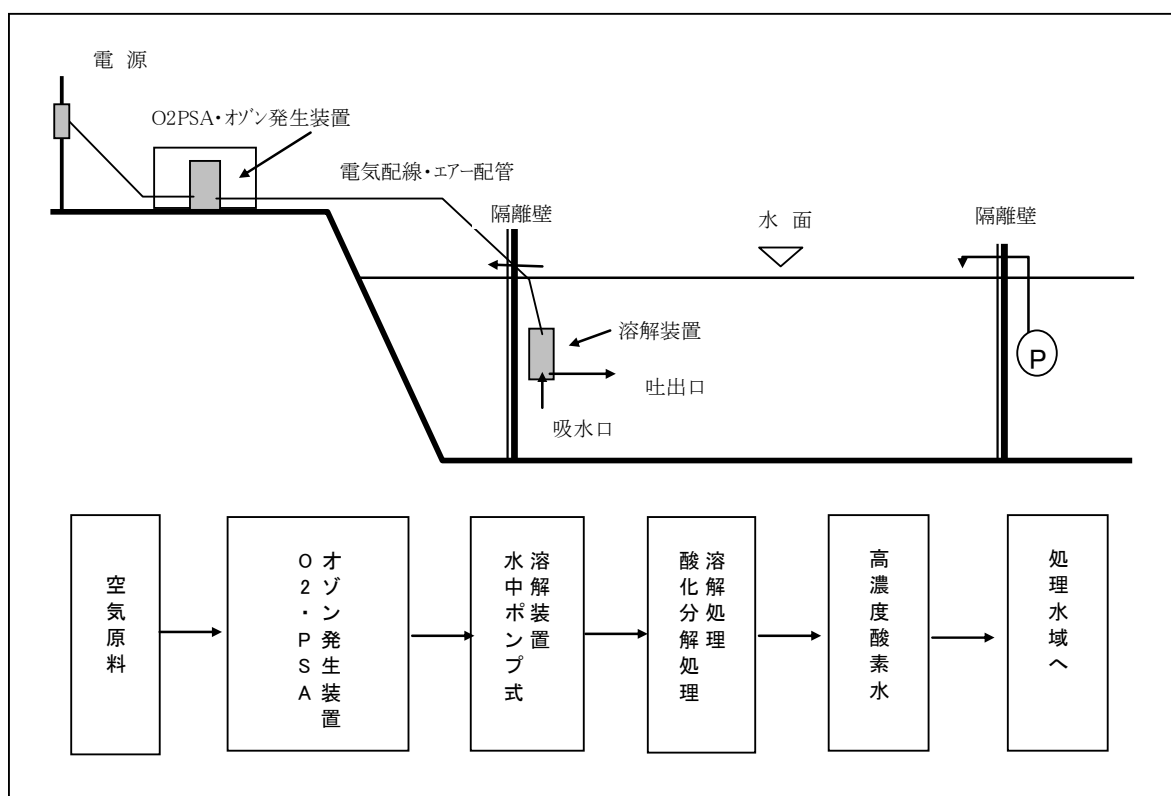 電 源
O2PSA・オゾン発生装置
電気配線・エアー配管
隔離壁
水 面
隔離壁
溶解装置
P
吐出口
吸水口
空気原料
オゾン発生装置
O2・PSA
溶解装置
水中ポンプ式
溶解処理
酸化分解処理
高濃度酸素水
処理水域へ